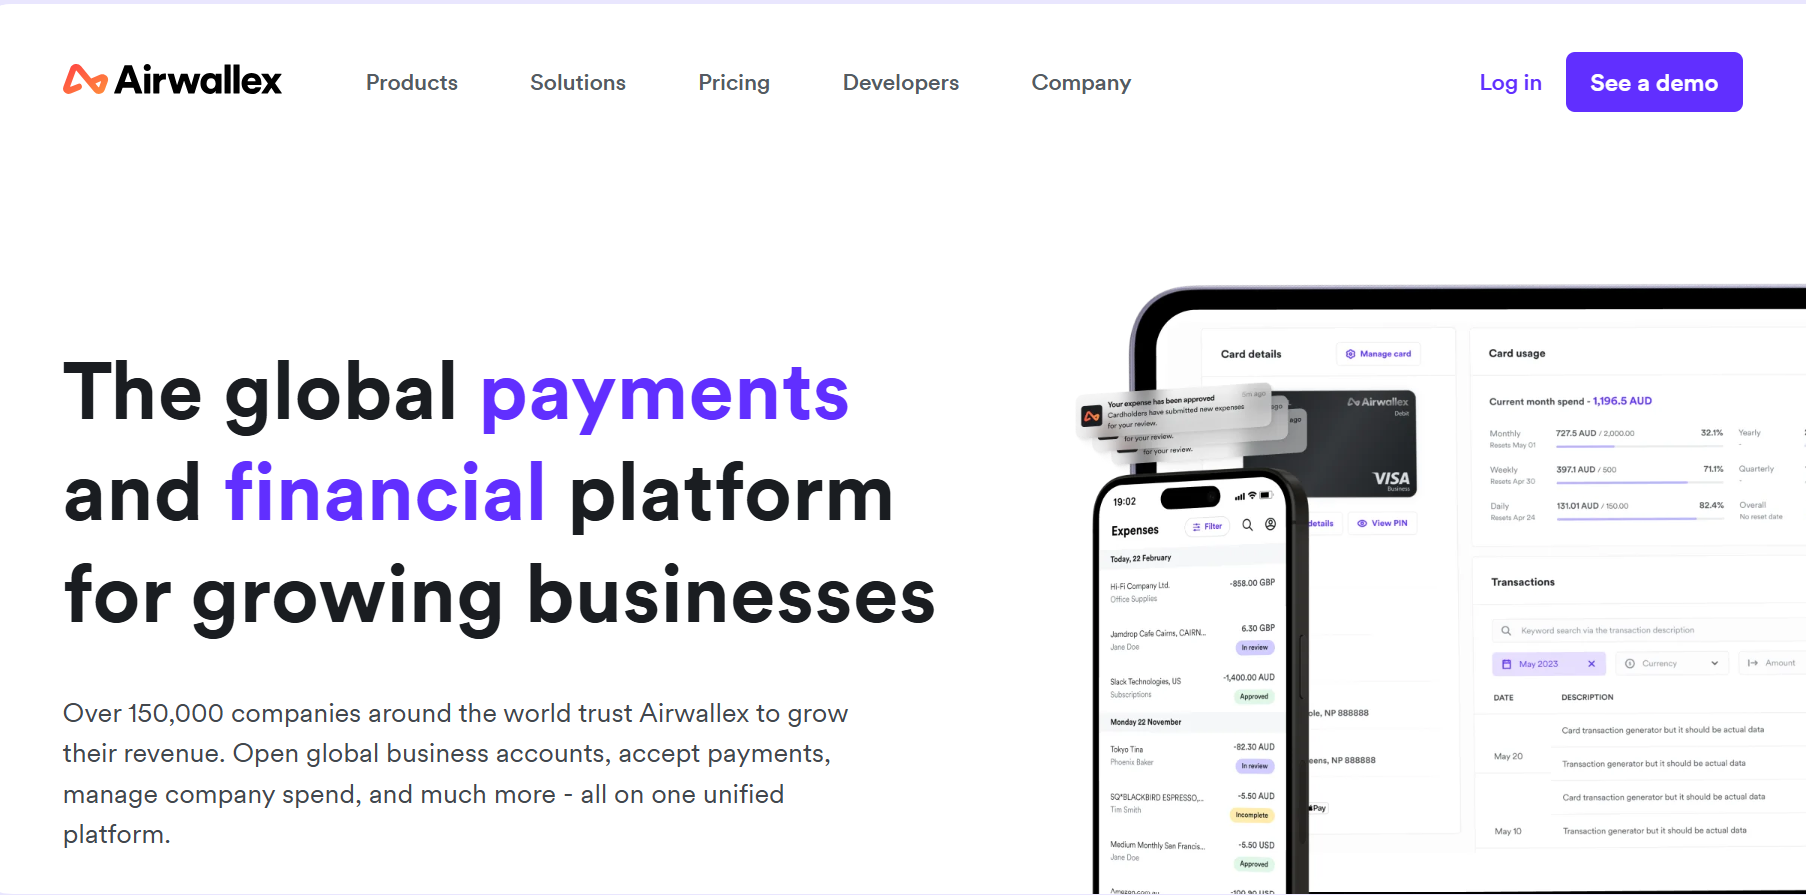 Airwallex
Products
Solutions
Pricing
Developers
Company
Log in
See a demo
The global payments
and financial platform
for growing businesses
Over 150,000 companies around the world trust Airwallex to grow
their revenue. Open global business accounts, accept payments,
manage company spend, and much more - all on one unified
platform.
Your expense has been approved
5m ago
Cardholders have submitted new expenses
for your review.
ago
for your review.
ago
for your review.
19:02
Expenses
Filter
Today, 22 February
Hi-Fi Company Ltd. -858.00 GBP
Office Supplies
Jamdrop Cafe Cairns, CAIRN... 6.30 GBP
Jane Doe In review
Slack Technologies, US -1,400.00 AUD
Subscriptions Approved
Monday 22 November
Tokyo Tina -82.30 AUD
Phoenix Baker In review
SQ*BLACKBIRD ESPRESSO,... -5.50 AUD
Tim Smith Incomplete
Medium Monthly San Francis... -5.50 USD
Jane Doe Approved
Amazon.com.au -100.90 USD
Card details
Manage card
Airwallex
Debit
VISA
Business
details
View PIN
ole, NP 888888
eens, NP 888888
Pay
Card usage
Current month spend - 1,196.5 AUD
Monthly 727.5 AUD / 2,000.00 32.1% Yearly
Resets May 01 -
Weekly 397.1 AUD / 500 71.1% Quarterly
Resets Apr 30 -
Daily 131.01 AUD / 150.00 82.4% Overall
Resets Apr 24 No reset date
Transactions
Keyword search via the transaction description
May 2023
Currency
Amount
DATE DESCRIPTION
Card transaction generator but it should be actual data
May 20
Transaction generator but it should be actual data
Card transaction generator but it should be actual data
May 10 Transaction generator but it should be actual data